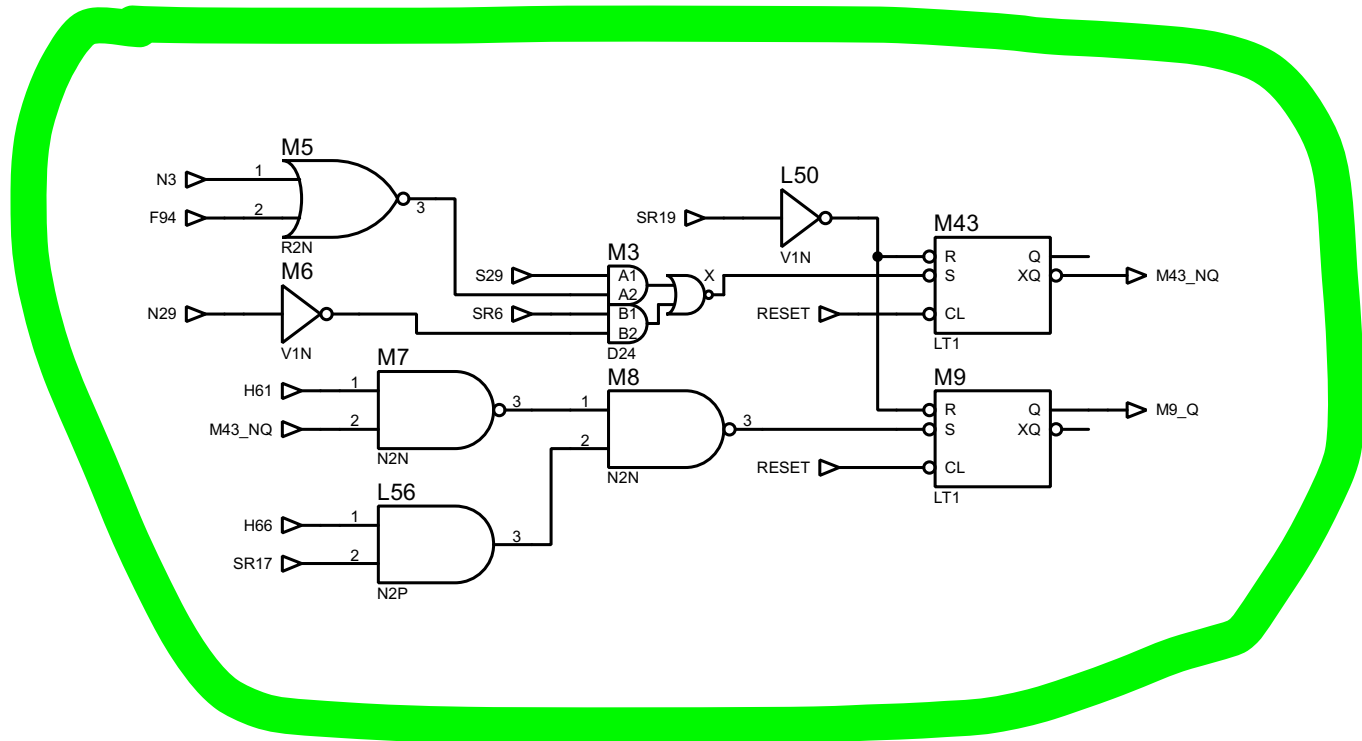 M5
N3 1
F94 2 3
R2N
L50
SR19
V1N
M6
N29
V1N
M3
S29 A1 X
A2
SR6 B1
B2
D24
M43
R Q
S XQ M43_NQ
RESET CL
LT1
M7
H61 1 3
M43_NQ 2
N2N
M8
1 3
2
N2N
M9
R Q M9_Q
S XQ
RESET CL
LT1
L56
H66 1 3
SR17 2
N2P